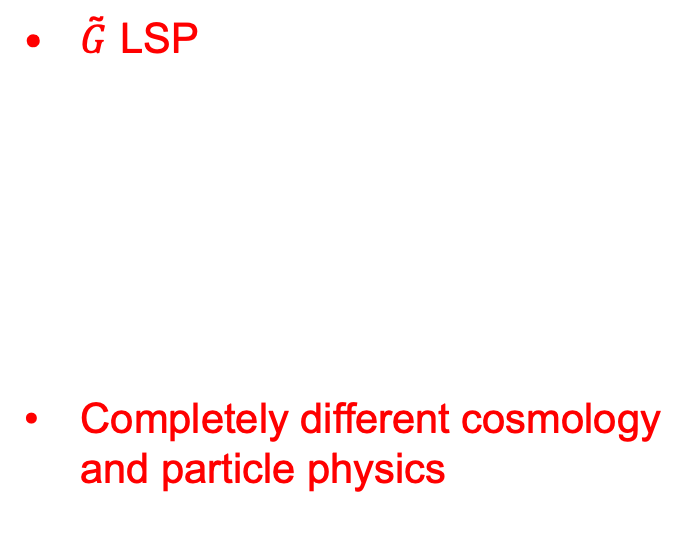 • G̃ LSP
• Completely different cosmology
and particle physics